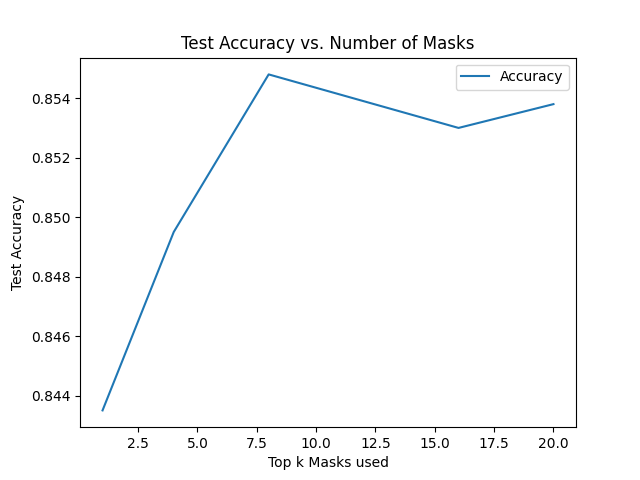 Test Accuracy vs. Number of Masks
Accuracy
0.854
0.852
0.850
0.848
0.846
0.844
Test Accuracy
2.5 5.0 7.5 10.0 12.5 15.0 17.5 20.0
Top k Masks used